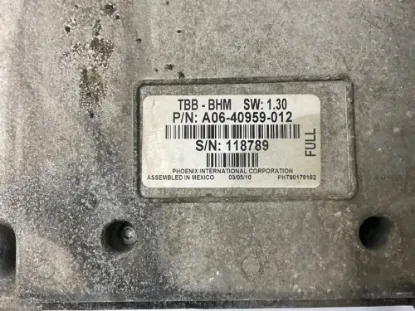 TBB - BHM SW: 1.30
P/N: A06-40959-012
S/N: 118789
FULL
PHOENIX INTERNATIONAL CORPORATION
ASSEMBLED IN MEXICO 03/05/10